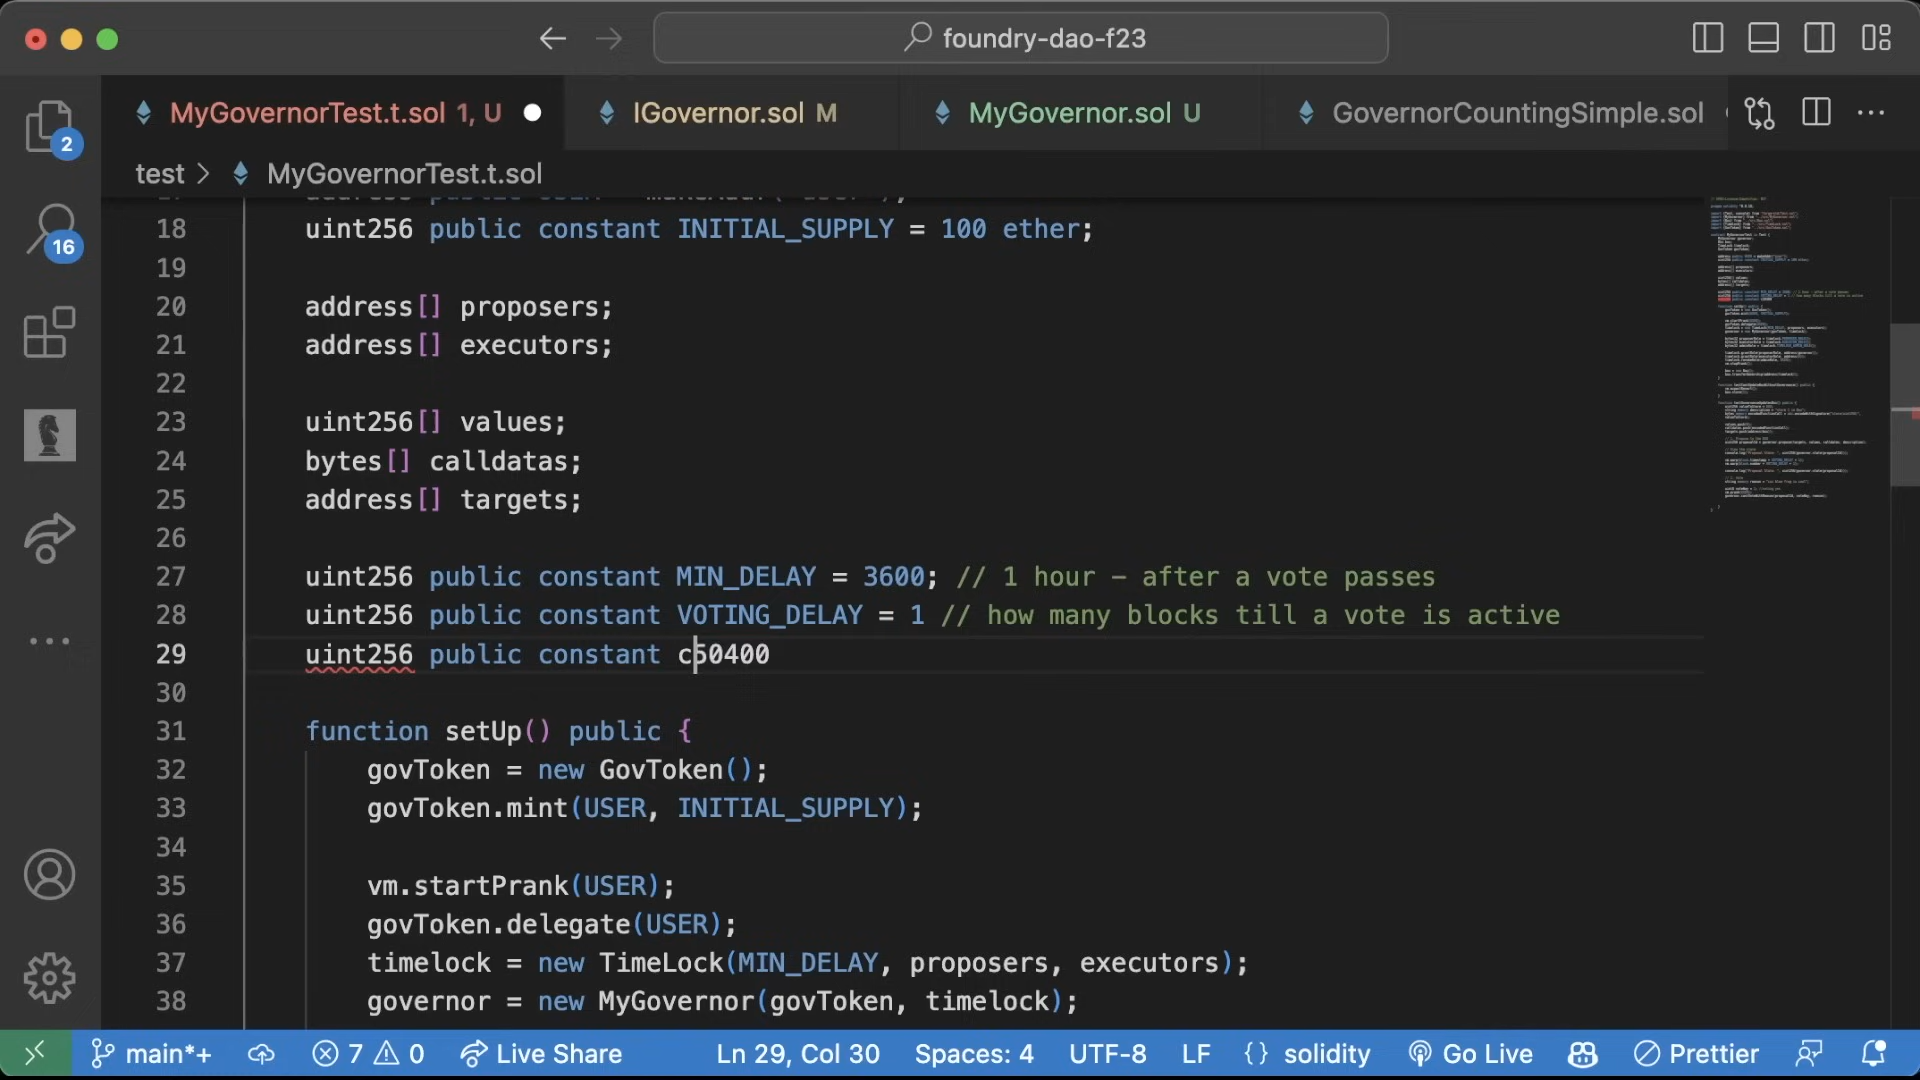 foundry-dao-f23
MyGovernorTest.t.sol 1, U
IGovernor.sol M
MyGovernor.sol U
GovernorCountingSimple.sol
test > MyGovernorTest.t.sol
2
16
18 uint256 public constant INITIAL_SUPPLY = 100 ether;
19
20 address[] proposers;
21 address[] executors;
22
23 uint256[] values;
24 bytes[] calldatas;
25 address[] targets;
26
27 uint256 public constant MIN_DELAY = 3600; // 1 hour - after a vote passes
28 uint256 public constant VOTING_DELAY = 1 // how many blocks till a vote is active
29 uint256 public constant c50400
30
31 function setUp() public {
32 govToken = new GovToken();
33 govToken.mint(USER, INITIAL_SUPPLY);
34
35 vm.startPrank(USER);
36 govToken.delegate(USER);
37 timelock = new TimeLock(MIN_DELAY, proposers, executors);
38 governor = new MyGovernor(govToken, timelock);
main*+ 7 0 Live Share Ln 29, Col 30 Spaces: 4 UTF-8 LF {} solidity Go Live Prettier